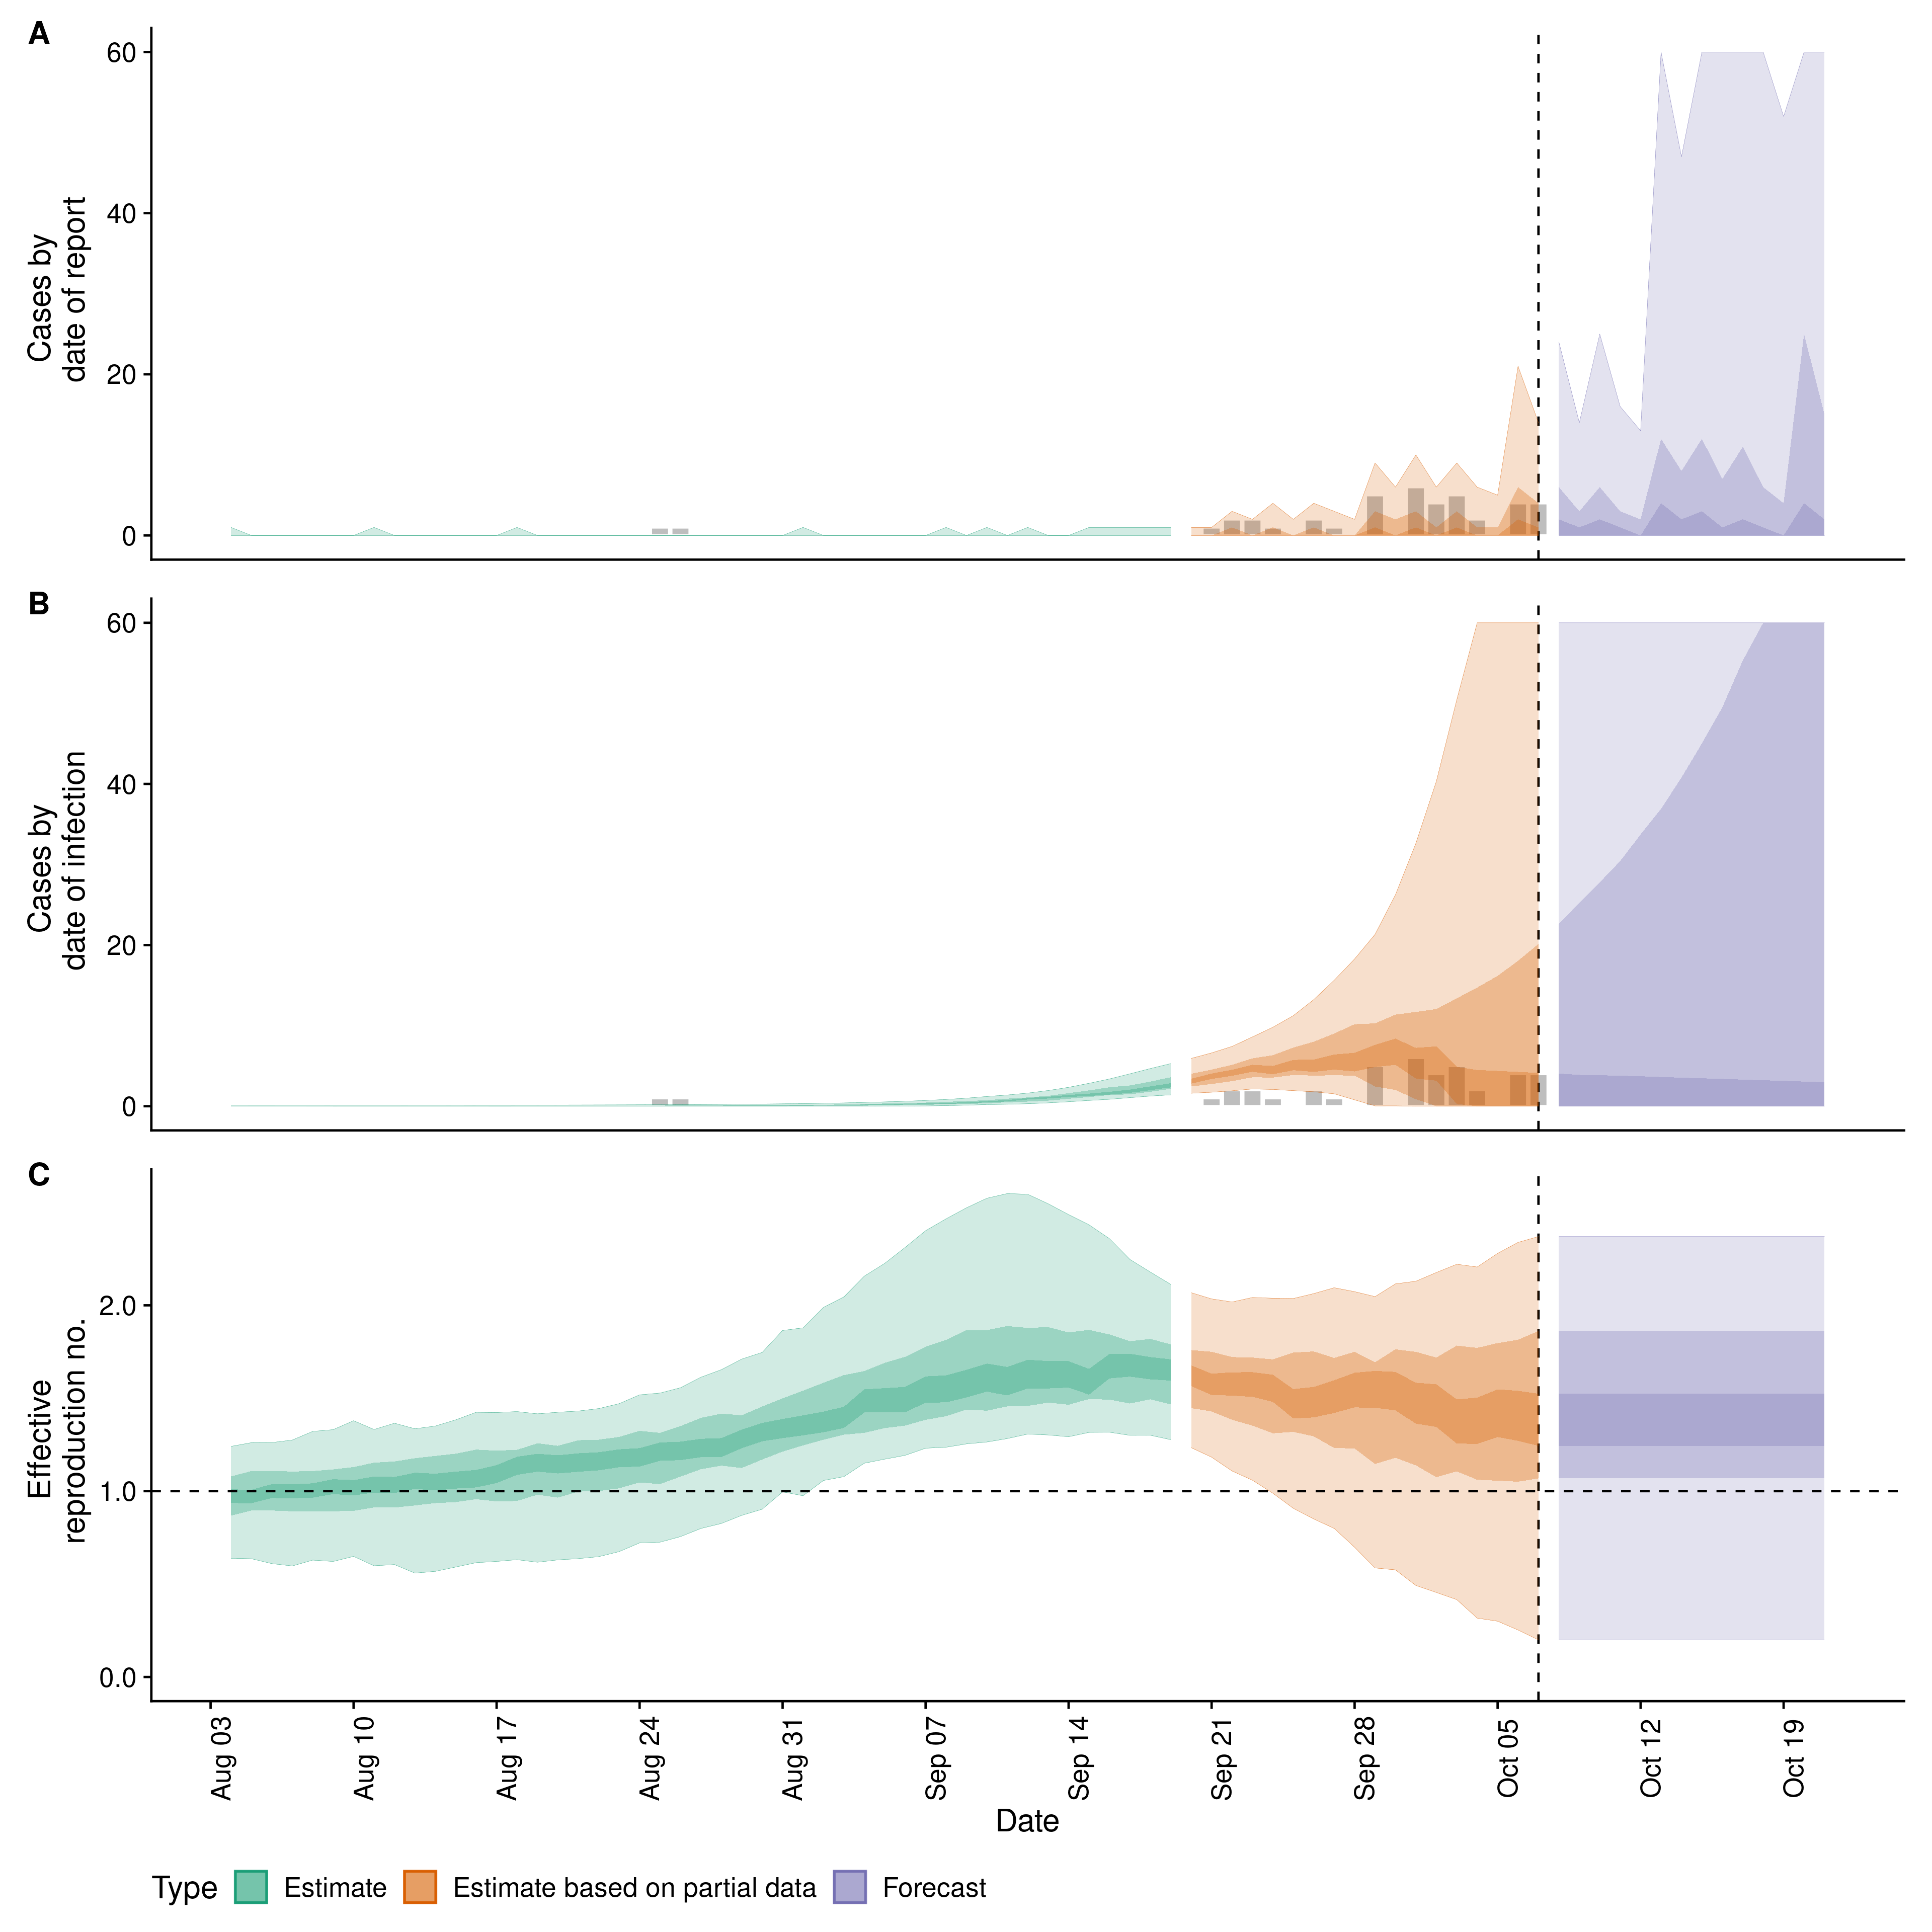 A
60
40
20
0
Cases by
date of report
B
60
40
20
0
Cases by
date of infection
C
2.0
1.0
0.0
Effective
reproduction no.
Aug 03
Aug 10
Aug 17
Aug 24
Aug 31
Sep 07
Sep 14
Sep 21
Sep 28
Oct 05
Oct 12
Oct 19
Date
Type Estimate Estimate based on partial data Forecast